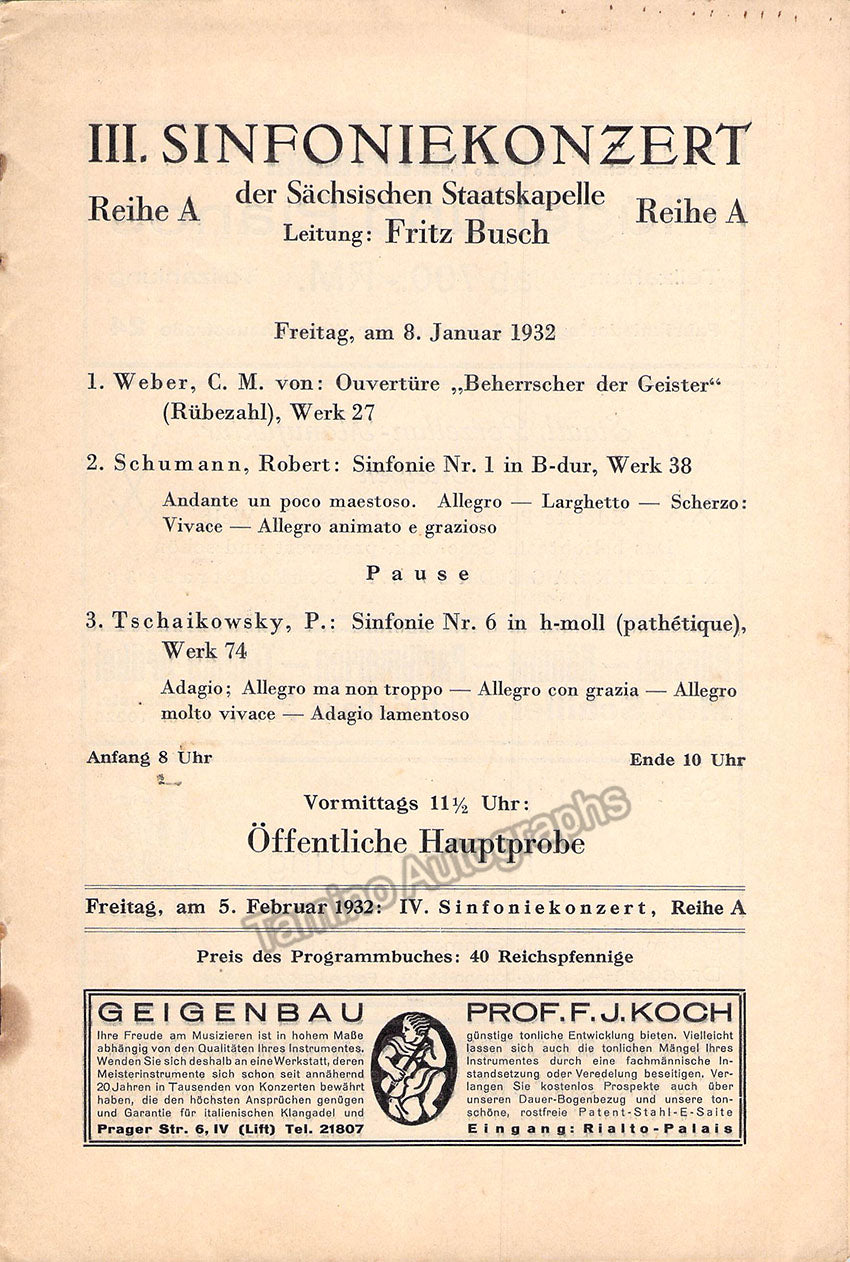 III. SINFONIEKONZERT
Reihe A der Sächsischen Staatskapelle Reihe A
Leitung: Fritz Busch
Freitag, am 8. Januar 1932
1. Weber, C. M. von: Ouvertüre „Beherrscher der Geister“
(Rübezahl), Werk 27
2. Schumann, Robert: Sinfonie Nr. 1 in B-dur, Werk 38
Andante un poco maestoso. Allegro — Larghetto — Scherzo:
Vivace — Allegro animato e grazioso
Pause
3. Tschaikowsky, P.: Sinfonie Nr. 6 in h-moll (pathétique),
Werk 74
Adagio; Allegro ma non troppo — Allegro con grazia — Allegro
molto vivace — Adagio lamentoso
Anfang 8 Uhr Ende 10 Uhr
Vormittags 11½ Uhr:
Öffentliche Hauptprobe
Tamino Autographs
Freitag, am 5. Februar 1932: IV. Sinfoniekonzert, Reihe A
Preis des Programmbuches: 40 Reichspfennige
GEIGENBAU
Ihre Freude am Musizieren ist in hohem Maße
abhängig von den Qualitäten Ihres Instrumentes.
Wenden Sie sich deshalb an eine Werkstatt, deren
Meisterinstrumente sich schon seit annähernd
20 Jahren in Tausenden von Konzerten bewährt
haben, die den höchsten Ansprüchen genügen
und Garantie für italienischen Klangadel und
Prager Str. 6, IV (Lift) Tel. 21807
PROF. F. J. KOCH
günstige tonliche Entwicklung bieten. Vielleicht
lassen sich auch die tonlichen Mängel Ihres
Instrumentes durch eine fachmännische In-
standsetzung oder Veredelung beseitigen. Ver-
langen Sie kostenlos Prospekte auch über
unseren Dauer-Bogenbezug und unsere ton-
schöne, rostfreie Patent-Stahl-E-Saite
Eingang: Rialto-Palais